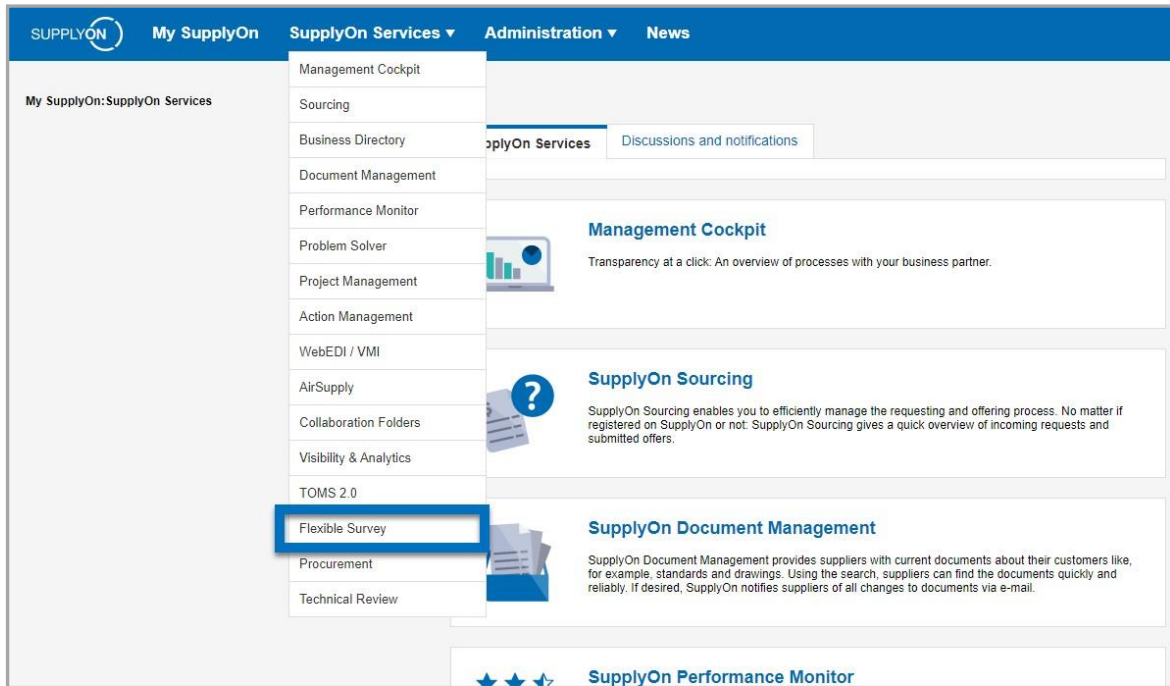 SUPPLYON My SupplyOn SupplyOn Services ▼ Administration ▼ News
My SupplyOn:SupplyOn Services
Management Cockpit
Sourcing
Business Directory
Document Management
Performance Monitor
Problem Solver
Project Management
Action Management
WebEDI / VMI
AirSupply
Collaboration Folders
Visibility & Analytics
TOMS 2.0
Flexible Survey
Procurement
Technical Review
pplyOn Services Discussions and notifications
Management Cockpit
Transparency at a click: An overview of processes with your business partner.
SupplyOn Sourcing
SupplyOn Sourcing enables you to efficiently manage the requesting and offering process. No matter if
registered on SupplyOn or not: SupplyOn Sourcing gives a quick overview of incoming requests and
submitted offers.
SupplyOn Document Management
SupplyOn Document Management provides suppliers with current documents about their customers like,
for example, standards and drawings. Using the search, suppliers can find the documents quickly and
reliably. If desired, SupplyOn notifies suppliers of all changes to documents via e-mail.
SupplyOn Performance Monitor